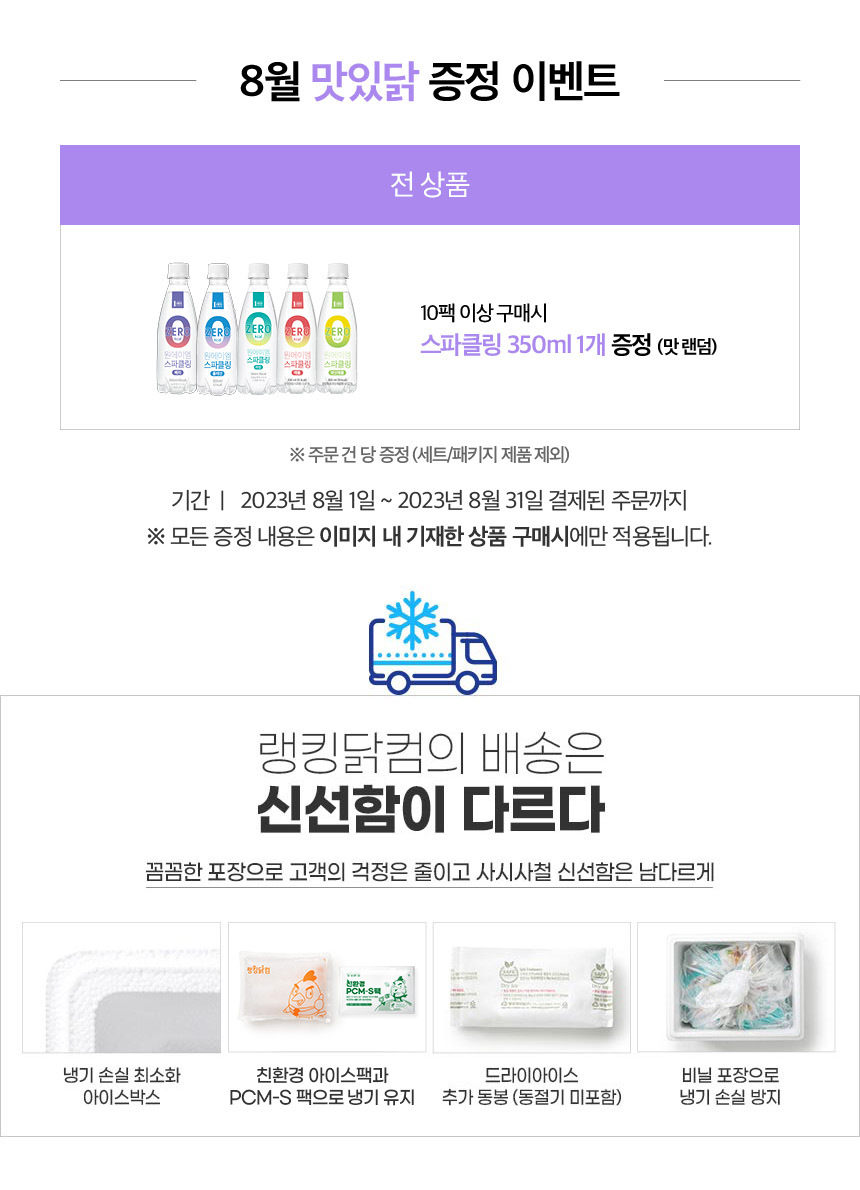 8월 맛있닭 증정 이벤트
전 상품
ZERO ZERO ZERO ZERO ZERO
원에이엠 원에이엠 원에이엠 원에이엠 원에이엠
스파클링 스파클링 스파클링 스파클링 스파클링
10팩 이상 구매시
스파클링 350ml 1개 증정 (맛 랜덤)
※ 주문 건 당 증정 (세트/패키지 제품 제외)
기간 ㅣ 2023년 8월 1일 ~ 2023년 8월 31일 결제된 주문까지
※ 모든 증정 내용은 이미지 내 기재한 상품 구매시에만 적용됩니다.
랭킹닭컴의 배송은
신선함이 다르다
꼼꼼한 포장으로 고객의 걱정은 줄이고 사시사철 신선함은 남다르게
랭킹닭컴
친환경
PCM-S팩
냉기 손실 최소화
아이스박스
친환경 아이스팩과
PCM-S 팩으로 냉기 유지
드라이아이스
추가 동봉 (동절기 미포함)
비닐 포장으로
냉기 손실 방지